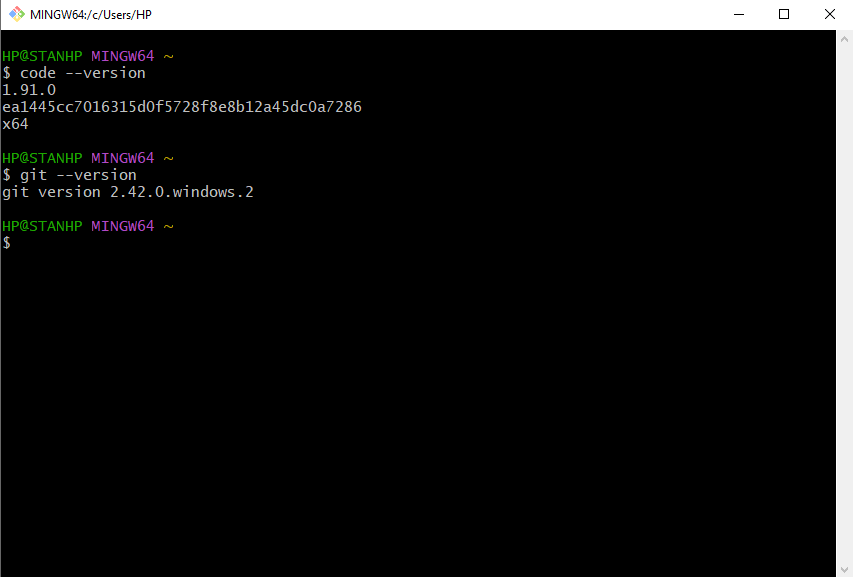 MINGW64:/c/Users/HP
HP@STANHP MINGW64 ~
$ code --version
1.91.0
ea1445cc7016315d0f5728f8e8b12a45dc0a7286
x64
HP@STANHP MINGW64 ~
$ git --version
git version 2.42.0.windows.2
HP@STANHP MINGW64 ~
$